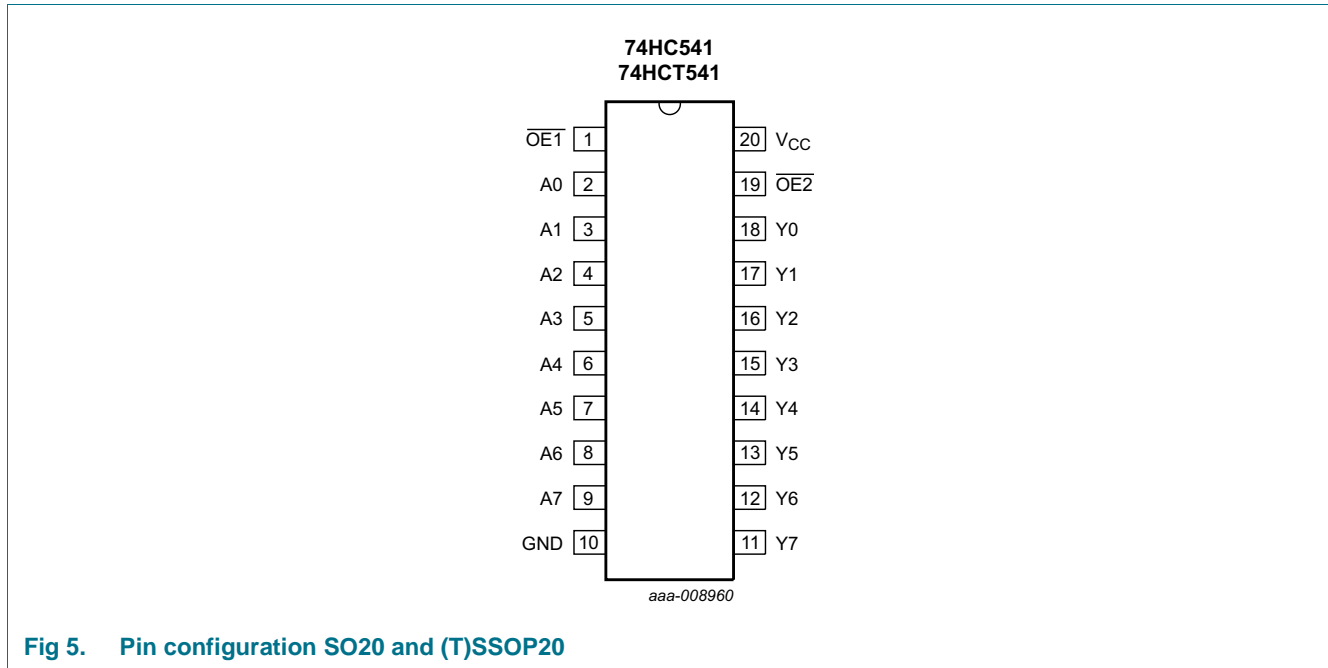 74HC541
74HCT541
OE1 1 20 VCC
A0 2 19 OE2
A1 3 18 Y0
A2 4 17 Y1
A3 5 16 Y2
A4 6 15 Y3
A5 7 14 Y4
A6 8 13 Y5
A7 9 12 Y6
GND 10 11 Y7
aaa-008960
Fig 5. Pin configuration SO20 and (T)SSOP20